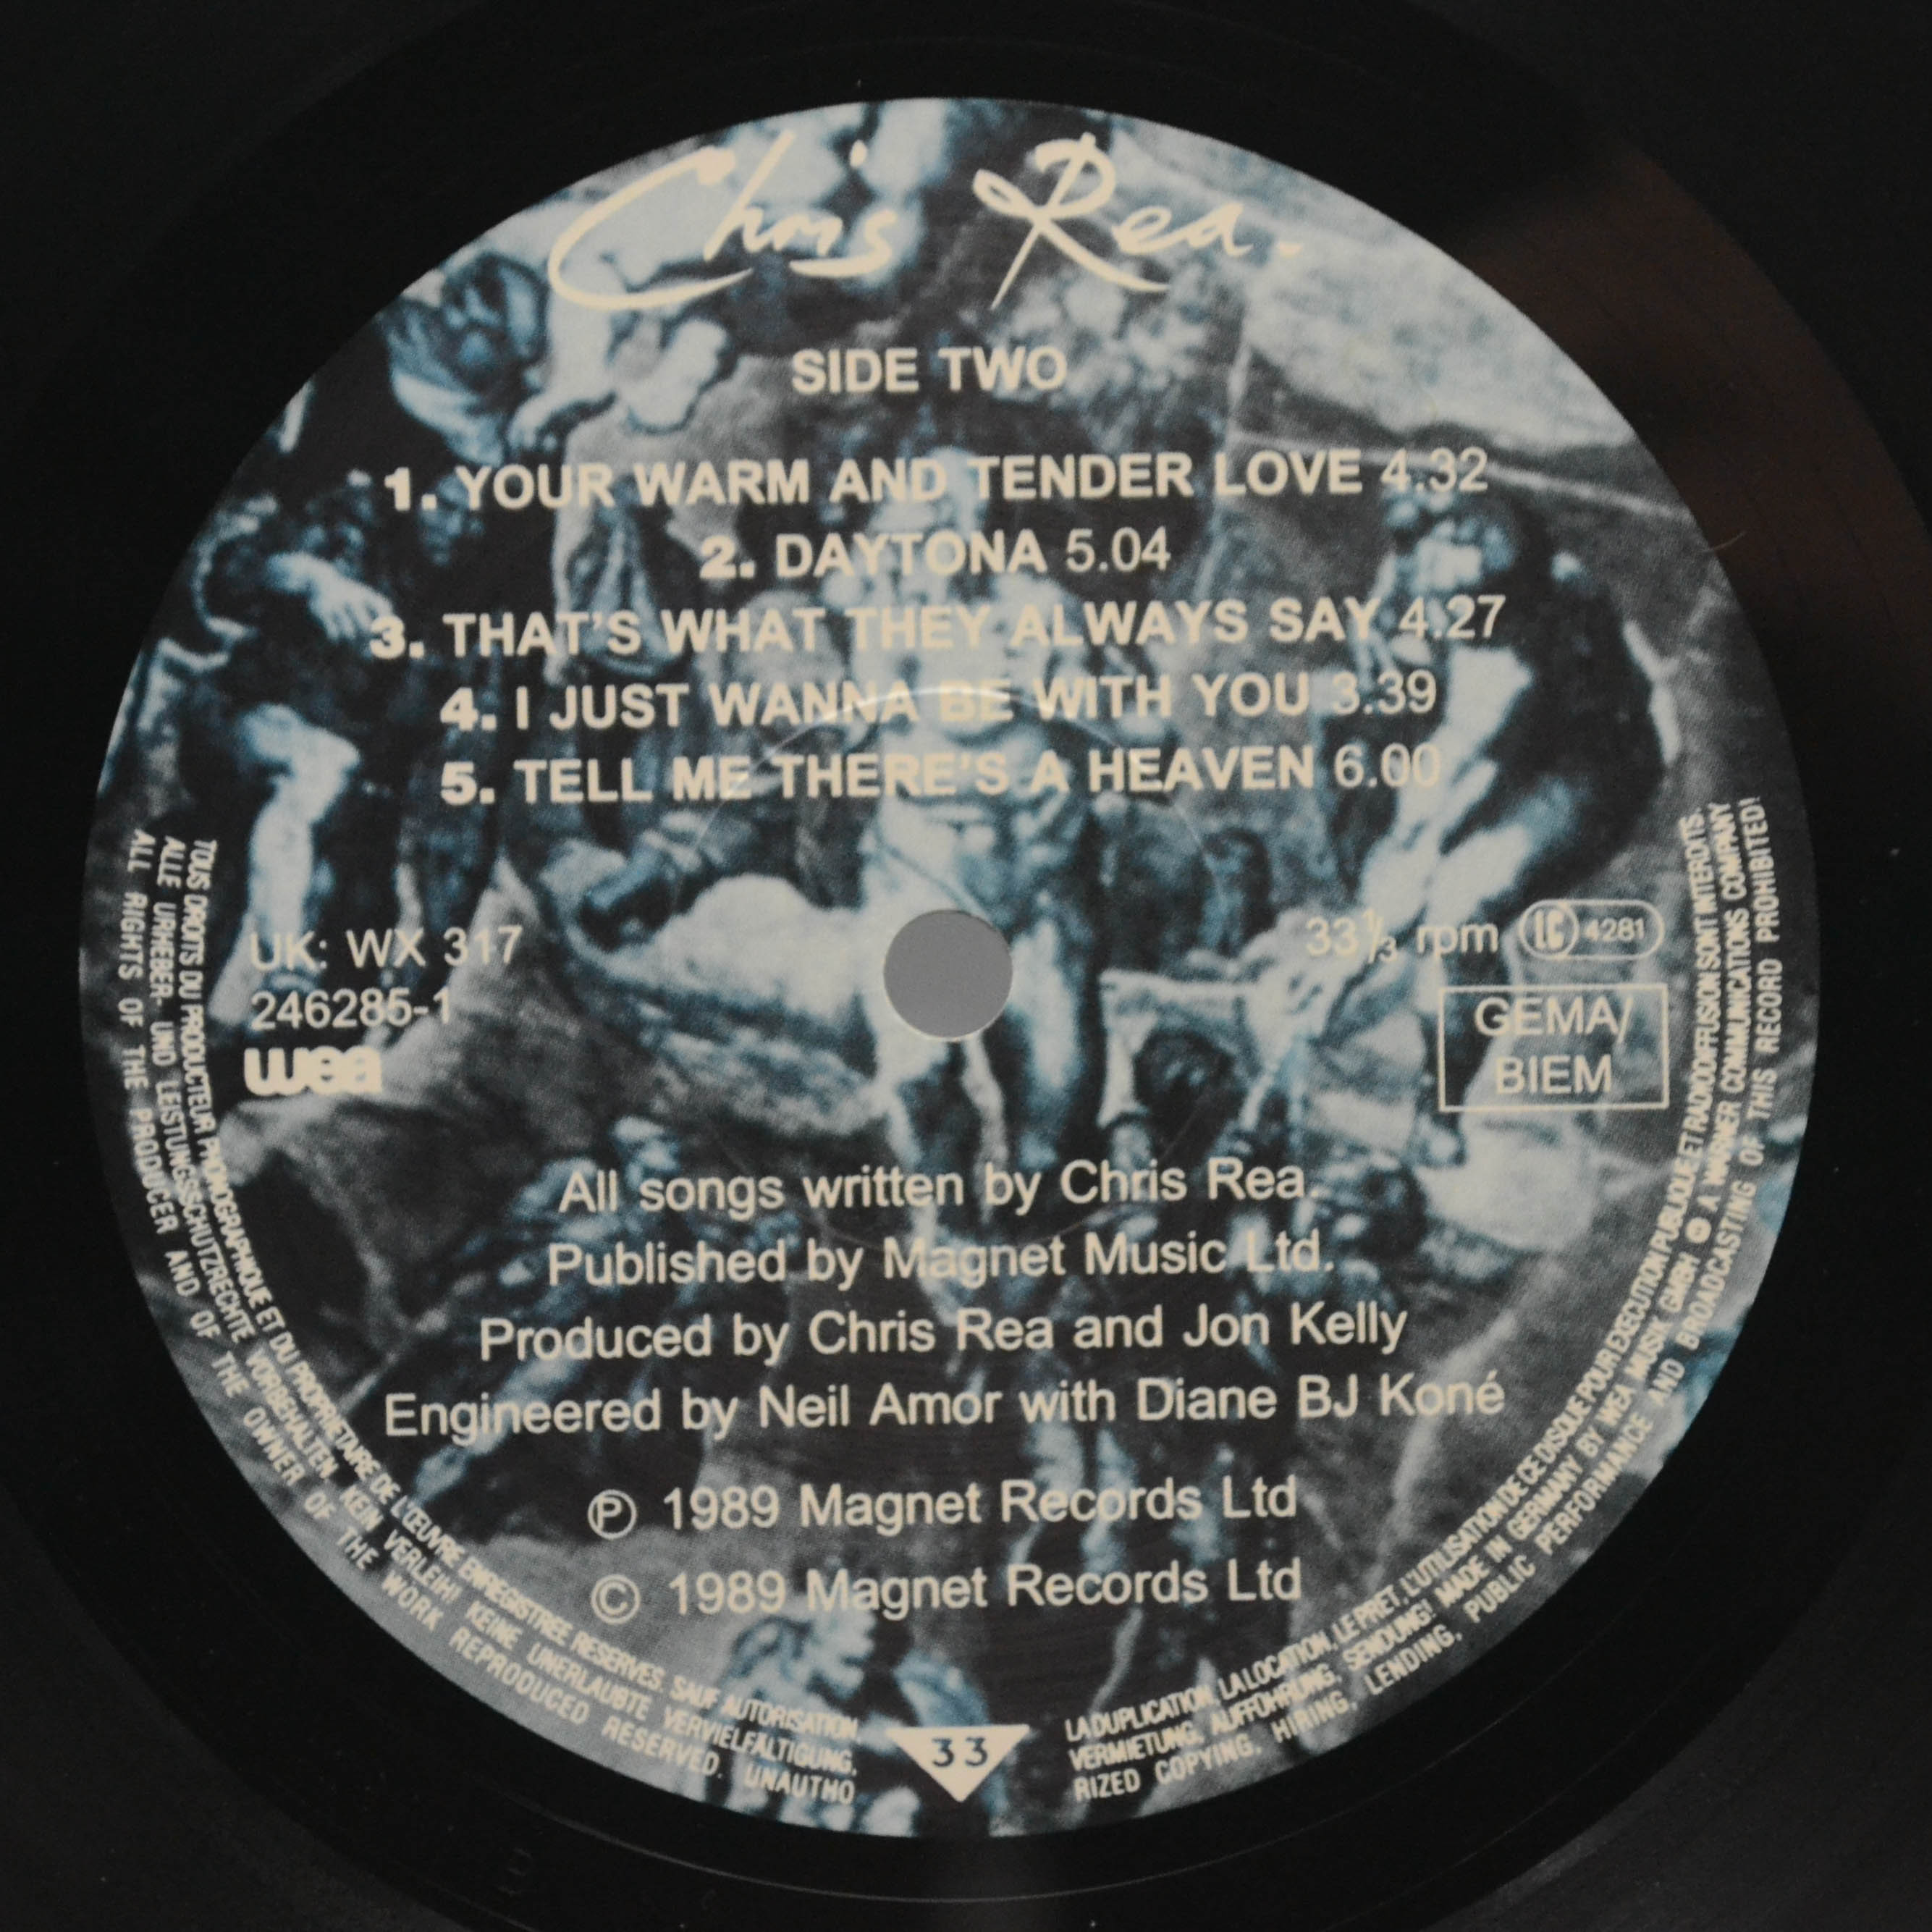 Chris Rea.
SIDE TWO
1. YOUR WARM AND TENDER LOVE 4.32
2. DAYTONA 5.04
3. THAT'S WHAT THEY ALWAYS SAY 4.27
4. I JUST WANNA BE WITH YOU 3.39
5. TELL ME THERE'S A HEAVEN 6.00
UK: WX 317
246285-1
wea
33⅓ rpm
LC 4281
GEMA/
BIEM
All songs written by Chris Rea.
Published by Magnet Music Ltd.
Produced by Chris Rea and Jon Kelly
Engineered by Neil Amor with Diane BJ Koné
Ⓟ 1989 Magnet Records Ltd
© 1989 Magnet Records Ltd
33
TOUS DROITS DU PRODUCTEUR PHONOGRAPHIQUE ET DU PROPRIETAIRE DE L'ŒUVRE ENREGISTREE RESERVES. SAUF AUTORISATION, LA DUPLICATION, LA LOCATION, LE PRET, L'UTILISATION DE CE DISQUE POUR EXECUTION PUBLIQUE ET RADIODIFFUSION SONT INTERDITS.
ALLE URHEBER- UND LEISTUNGSSCHUTZRECHTE VORBEHALTEN. KEIN VERLEIH! KEINE UNERLAUBTE VERVIELFÄLTIGUNG, VERMIETUNG, AUFFÜHRUNG, SENDUNG! MADE IN GERMANY BY WEA MUSIK GMBH A WARNER COMMUNICATIONS COMPANY
ALL RIGHTS OF THE PRODUCER AND OF THE OWNER OF THE WORK REPRODUCED RESERVED. UNAUTHORIZED COPYING, HIRING, LENDING, PUBLIC PERFORMANCE AND BROADCASTING OF THIS RECORD PROHIBITED!